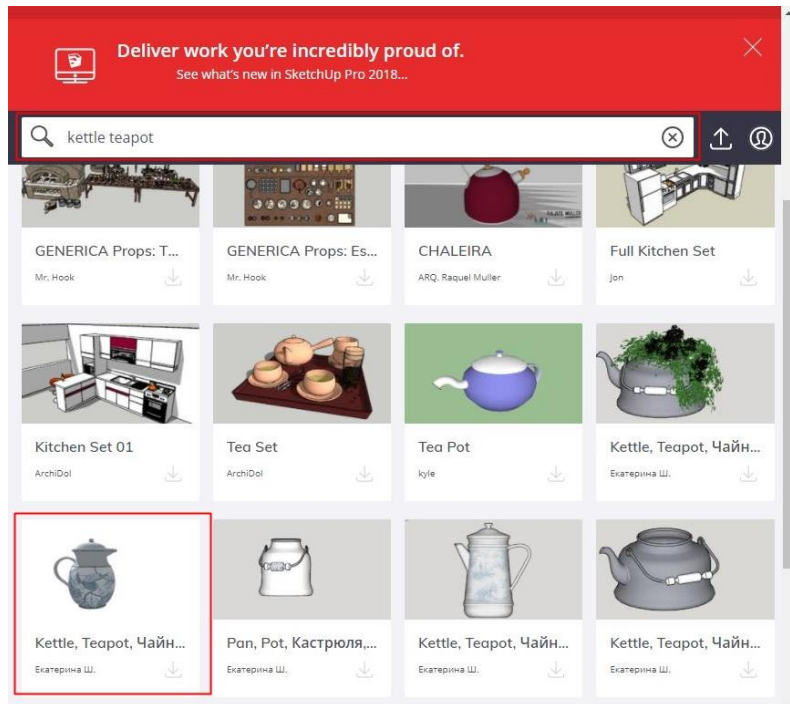 Deliver work you're incredibly proud of.
See what's new in SketchUp Pro 2018...
kettle teapot
GENERICA Props: T...
GENERICA Props: Es...
CHALEIRA
Full Kitchen Set
Mr. Hook
Mr. Hook
ARQ. Raquel Muller
Jon
Kitchen Set 01
Tea Set
Tea Pot
Kettle, Teapot, Чайн...
ArchiDol
ArchiDol
kyle
Екатерина Ш.
Kettle, Teapot, Чайн...
Pan, Pot, Кастрюля,...
Kettle, Teapot, Чайн...
Kettle, Teapot, Чайн...
Екатерина Ш.
Екатерина Ш.
Екатерина Ш.
Екатерина Ш.